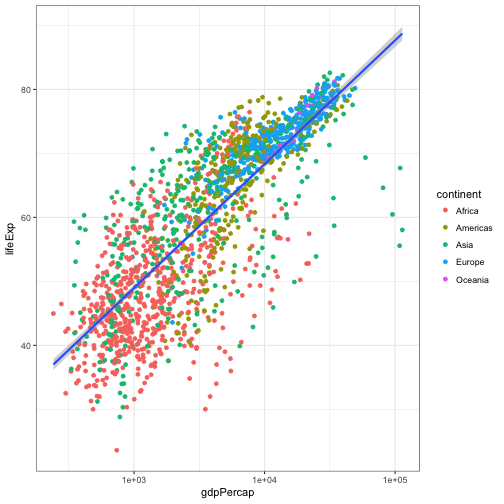 80
60
40
lifeExp
1e+03
1e+04
1e+05
gdpPercap
continent
Africa
Americas
Asia
Europe
Oceania